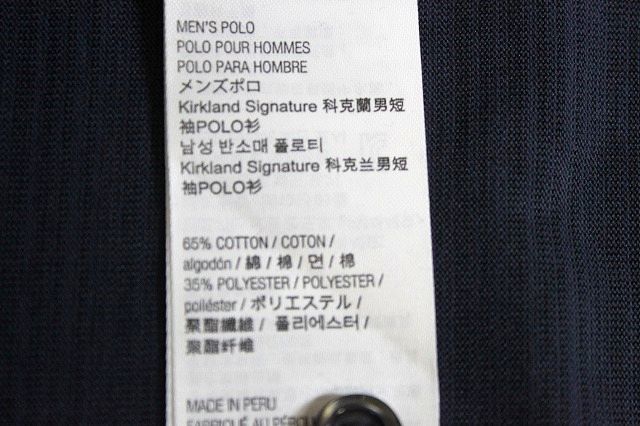 MEN'S POLO
POLO POUR HOMMES
POLO PARA HOMBRE
メンズポロ
Kirkland Signature 科克蘭男短
袖POLO衫
남성 반소매 폴로티
Kirkland Signature 科克兰男短
袖POLO衫
65% COTTON / COTON /
algodón / 綿 / 棉 / 면 / 棉
35% POLYESTER / POLYESTER /
poliéster / ポリエステル /
聚酯纖維 / 폴리에스터 /
聚酯纤维
MADE IN PERU
FABRIQUÉ AU PÉROU